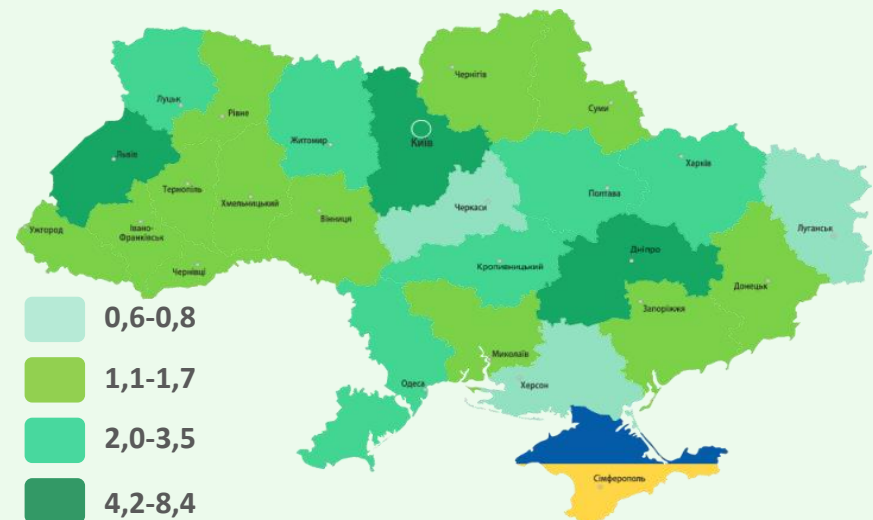 Чернігів
Суми
Луцьк
Рівне
Київ
Житомир
Львів
Харків
Тернопіль
Хмельницький
Полтава
Черкаси
Вінниця
Луганськ
Ужгород
Івано-
Франківськ
Дніпро
Кропивницький
Чернівці
Донецьк
Запоріжжя
Миколаїв
Одеса
Херсон
Сімферополь
0,6-0,8
1,1-1,7
2,0-3,5
4,2-8,4